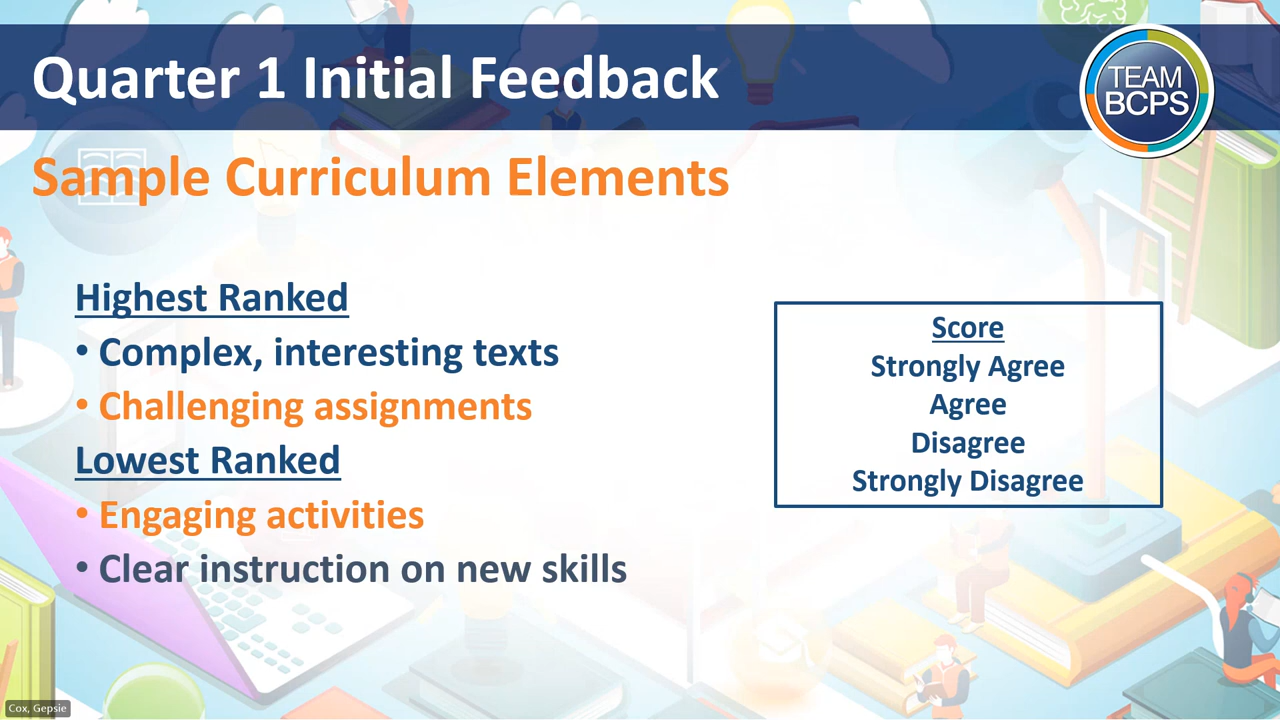 Quarter 1 Initial Feedback
TEAM
BCPS
Sample Curriculum Elements
Highest Ranked
• Complex, interesting texts
• Challenging assignments
Lowest Ranked
• Engaging activities
• Clear instruction on new skills
Score
Strongly Agree
Agree
Disagree
Strongly Disagree
Cox, Gepsie